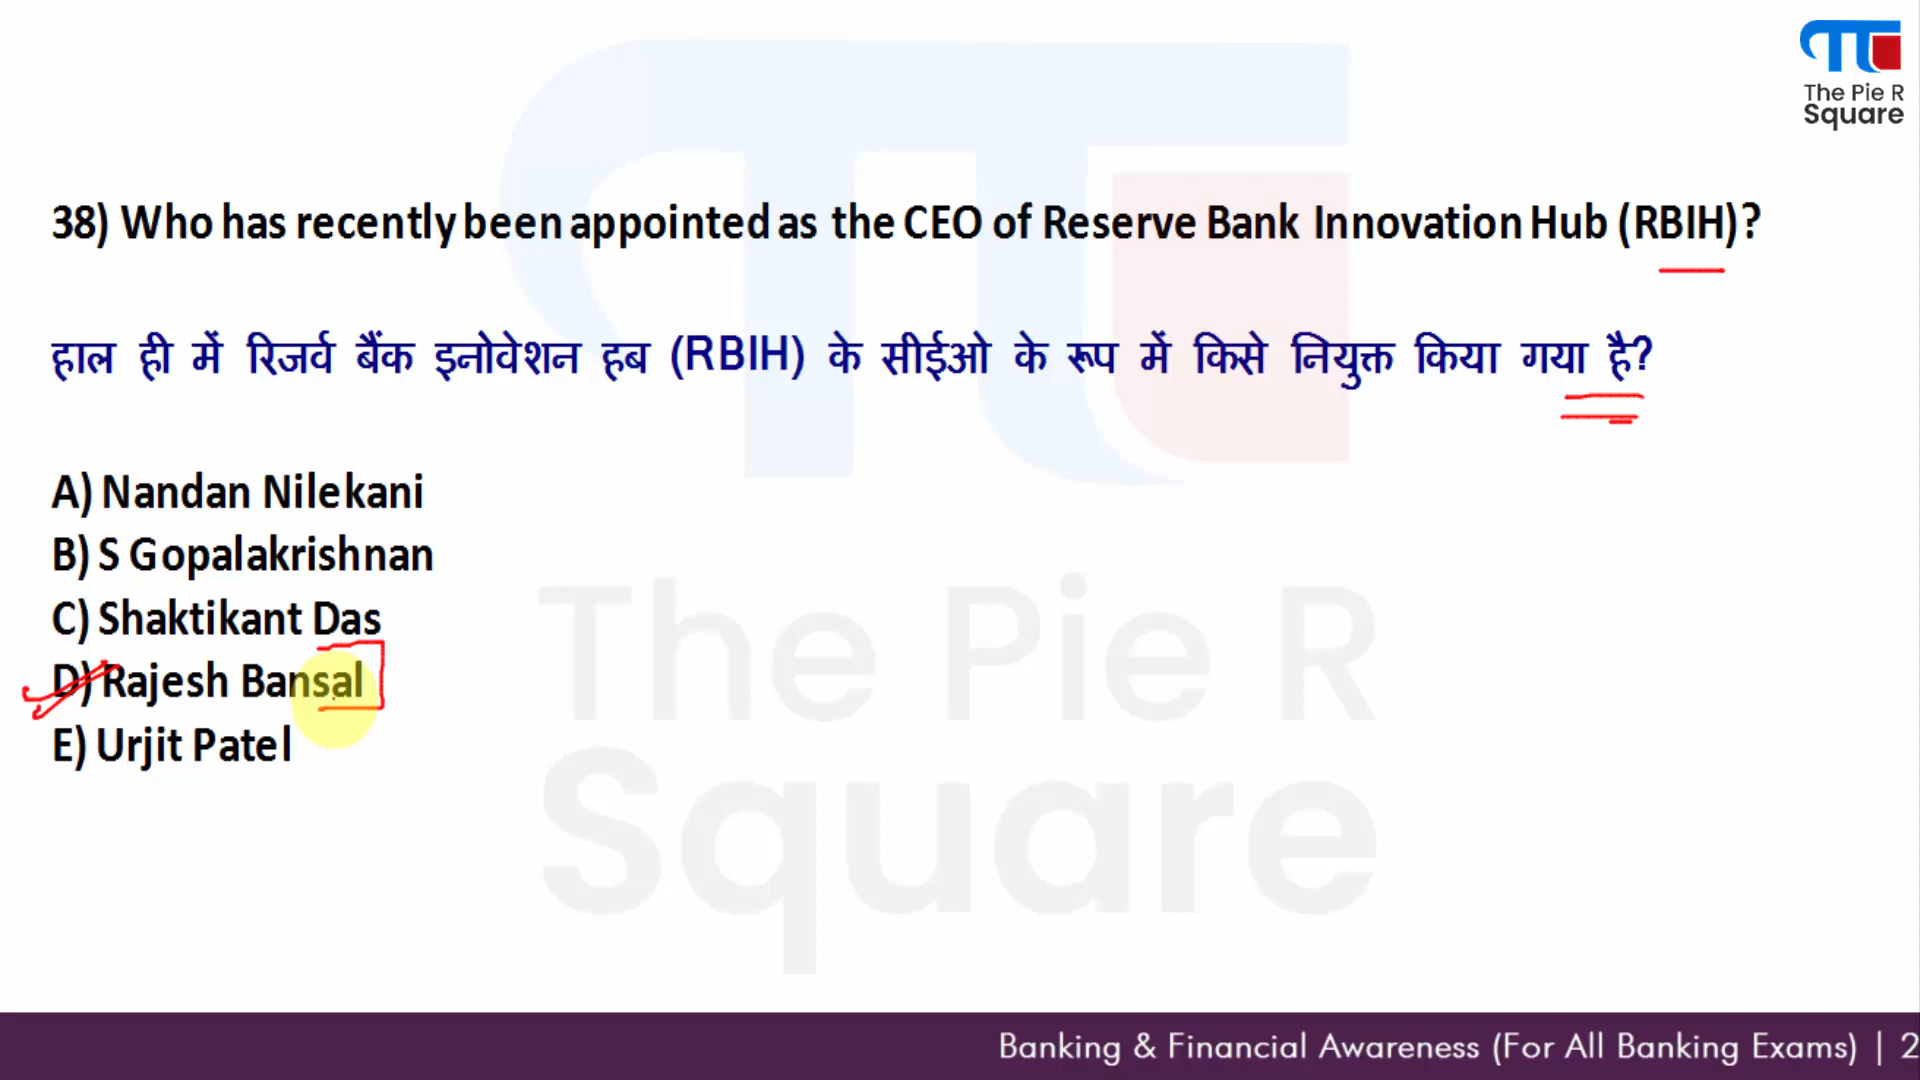 The Pie R
Square
38) Who has recently been appointed as the CEO of Reserve Bank Innovation Hub (RBIH)?
हाल ही में रिजर्व बैंक इनोवेशन हब (RBIH) के सीईओ के रूप में किसे नियुक्त किया गया है?
A) Nandan Nilekani
B) S Gopalakrishnan
C) Shaktikant Das
D) Rajesh Bansal
E) Urjit Patel
The Pie R
Square
Banking & Financial Awareness (For All Banking Exams) | 2